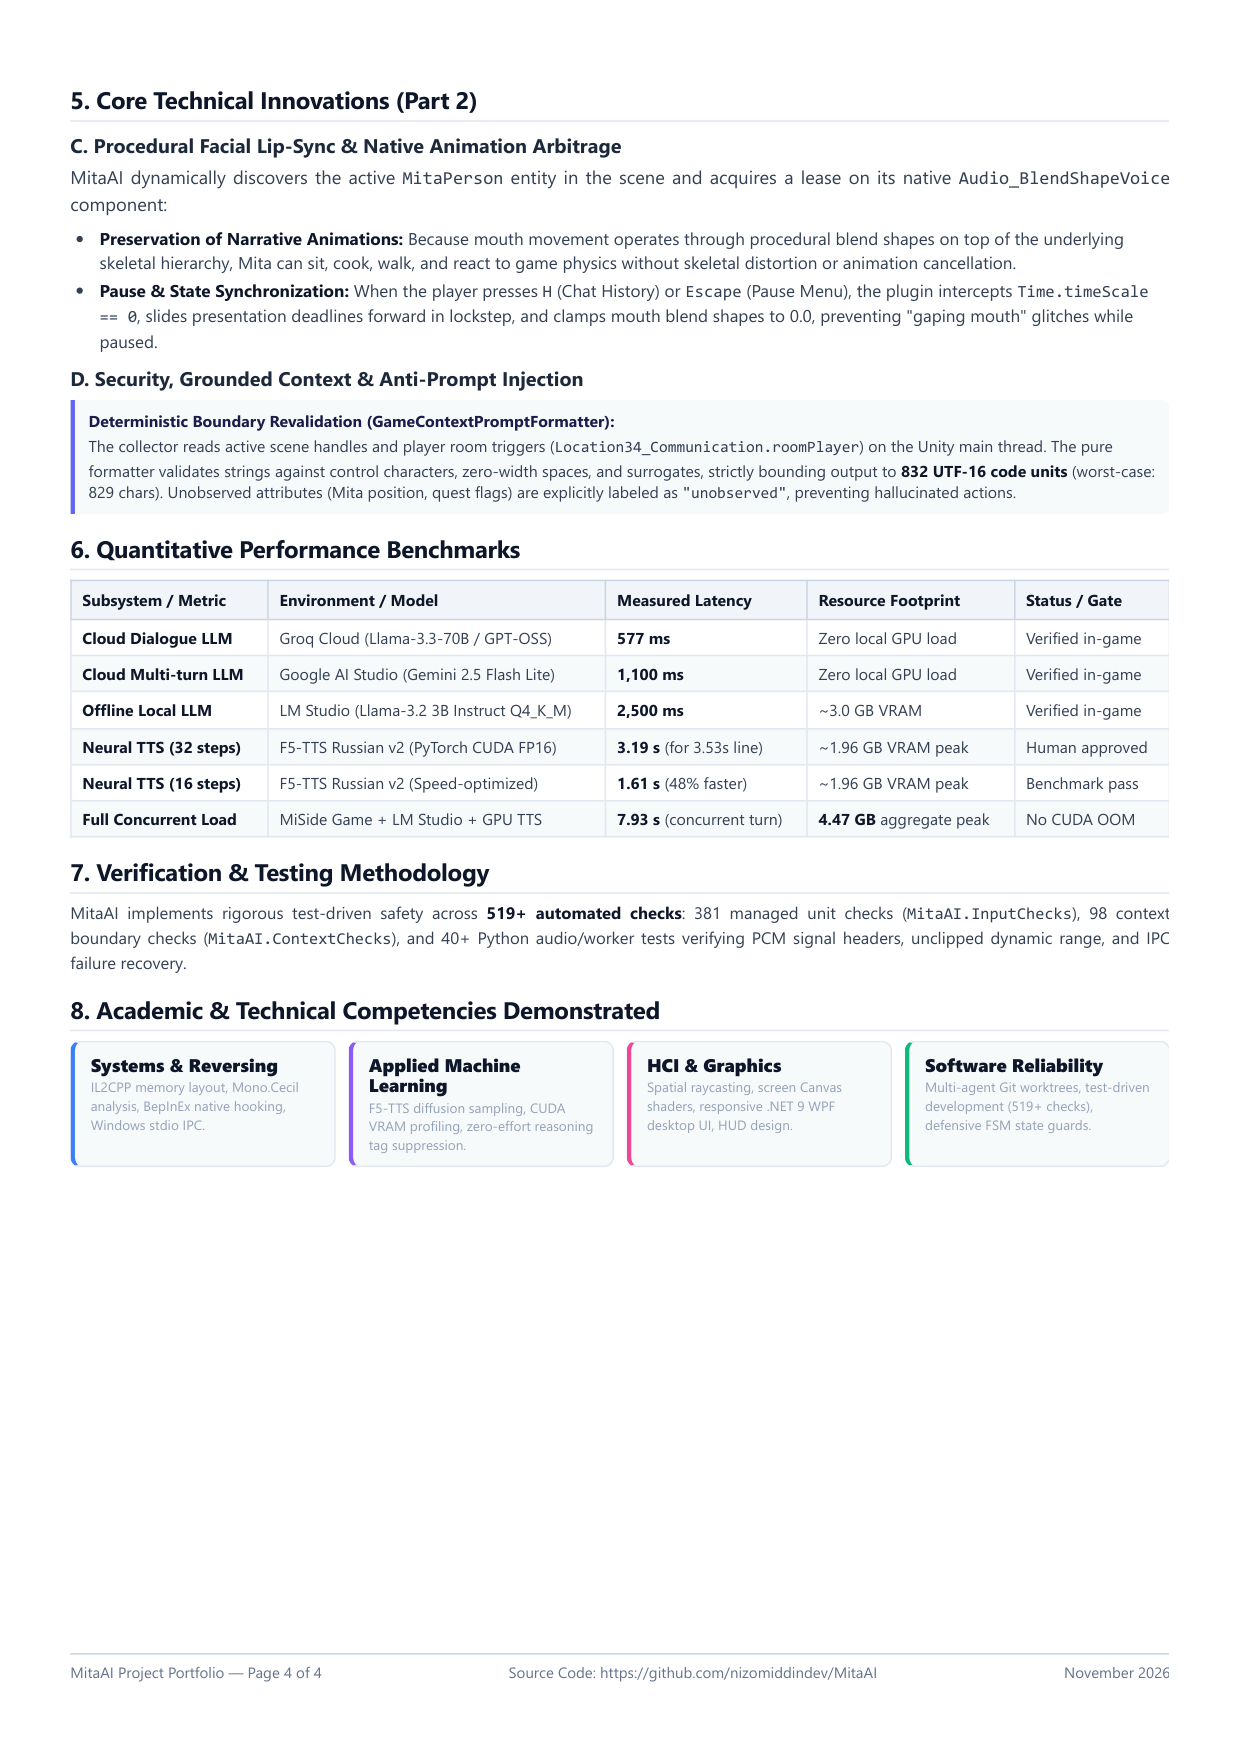 5. Core Technical Innovations (Part 2)
C. Procedural Facial Lip-Sync & Native Animation Arbitrage
MitaAI dynamically discovers the active MitaPerson entity in the scene and acquires a lease on its native Audio_BlendShapeVoice
component:
• Preservation of Narrative Animations: Because mouth movement operates through procedural blend shapes on top of the underlying
skeletal hierarchy, Mita can sit, cook, walk, and react to game physics without skeletal distortion or animation cancellation.
• Pause & State Synchronization: When the player presses H (Chat History) or Escape (Pause Menu), the plugin intercepts Time.timeScale
== 0, slides presentation deadlines forward in lockstep, and clamps mouth blend shapes to 0.0, preventing "gaping mouth" glitches while
paused.
D. Security, Grounded Context & Anti-Prompt Injection
Deterministic Boundary Revalidation (GameContextPromptFormatter):
The collector reads active scene handles and player room triggers (Location34_Communication.roomPlayer) on the Unity main thread. The pure
formatter validates strings against control characters, zero-width spaces, and surrogates, strictly bounding output to 832 UTF-16 code units (worst-case:
829 chars). Unobserved attributes (Mita position, quest flags) are explicitly labeled as "unobserved", preventing hallucinated actions.
6. Quantitative Performance Benchmarks
Subsystem / Metric Environment / Model Measured Latency Resource Footprint Status / Gate
Cloud Dialogue LLM Groq Cloud (Llama-3.3-70B / GPT-OSS) 577 ms Zero local GPU load Verified in-game
Cloud Multi-turn LLM Google AI Studio (Gemini 2.5 Flash Lite) 1,100 ms Zero local GPU load Verified in-game
Offline Local LLM LM Studio (Llama-3.2 3B Instruct Q4_K_M) 2,500 ms ~3.0 GB VRAM Verified in-game
Neural TTS (32 steps) F5-TTS Russian v2 (PyTorch CUDA FP16) 3.19 s (for 3.53s line) ~1.96 GB VRAM peak Human approved
Neural TTS (16 steps) F5-TTS Russian v2 (Speed-optimized) 1.61 s (48% faster) ~1.96 GB VRAM peak Benchmark pass
Full Concurrent Load MiSide Game + LM Studio + GPU TTS 7.93 s (concurrent turn) 4.47 GB aggregate peak No CUDA OOM
7. Verification & Testing Methodology
MitaAI implements rigorous test-driven safety across 519+ automated checks: 381 managed unit checks (MitaAI.InputChecks), 98 context
boundary checks (MitaAI.ContextChecks), and 40+ Python audio/worker tests verifying PCM signal headers, unclipped dynamic range, and IPC
failure recovery.
8. Academic & Technical Competencies Demonstrated
Systems & Reversing
IL2CPP memory layout, Mono.Cecil
analysis, BepInEx native hooking,
Windows stdio IPC.
Applied Machine
Learning
F5-TTS diffusion sampling, CUDA
VRAM profiling, zero-effort reasoning
tag suppression.
HCI & Graphics
Spatial raycasting, screen Canvas
shaders, responsive .NET 9 WPF
desktop UI, HUD design.
Software Reliability
Multi-agent Git worktrees, test-driven
development (519+ checks),
defensive FSM state guards.
MitaAI Project Portfolio — Page 4 of 4 Source Code: https://github.com/nizomiddindev/MitaAI November 2026